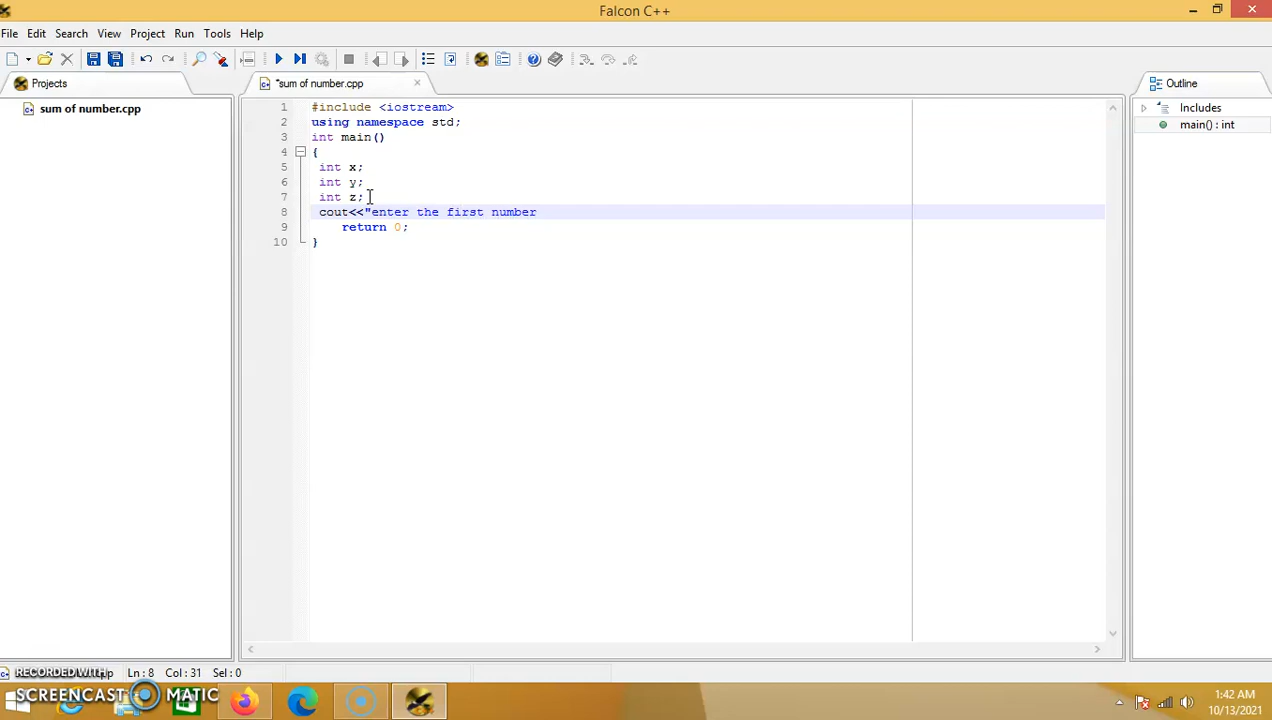 Falcon C++
File Edit Search View Project Run Tools Help
Projects
*sum of number.cpp
Outline
sum of number.cpp
Includes
main() : int
1 #include <iostream>
2 using namespace std;
3 int main()
4 {
5 int x;
6 int y;
7 int z;
8 cout<<"enter the first number
9 return 0;
10 }
RECORDED WITH
Ln : 8 Col : 31 Sel : 0
SCREENCAST MATIC
1:42 AM
10/13/2021